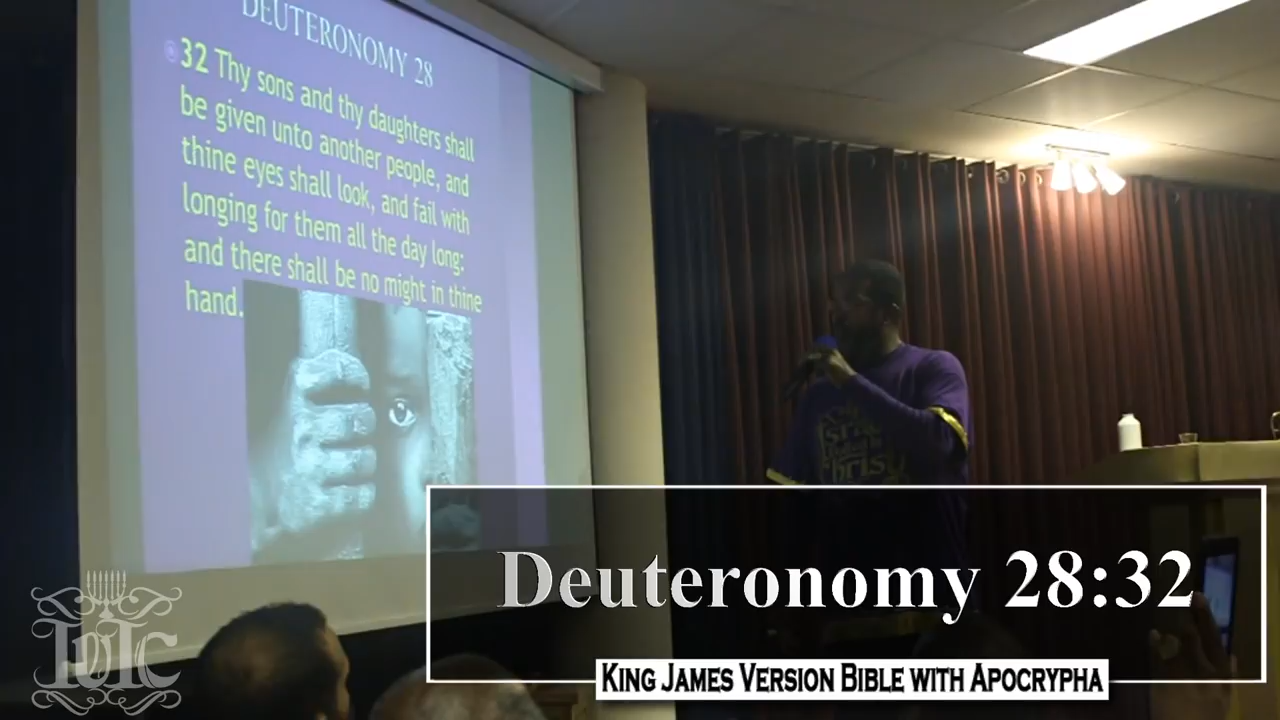 DEUTERONOMY 28
32 Thy sons and thy daughters shall
be given unto another people, and
thine eyes shall look, and fail with
longing for them all the day long:
and there shall be no might in thine
hand.
Israel
Christ
Deuteronomy 28:32
KING JAMES VERSION BIBLE WITH APOCRYPHA
IUIC